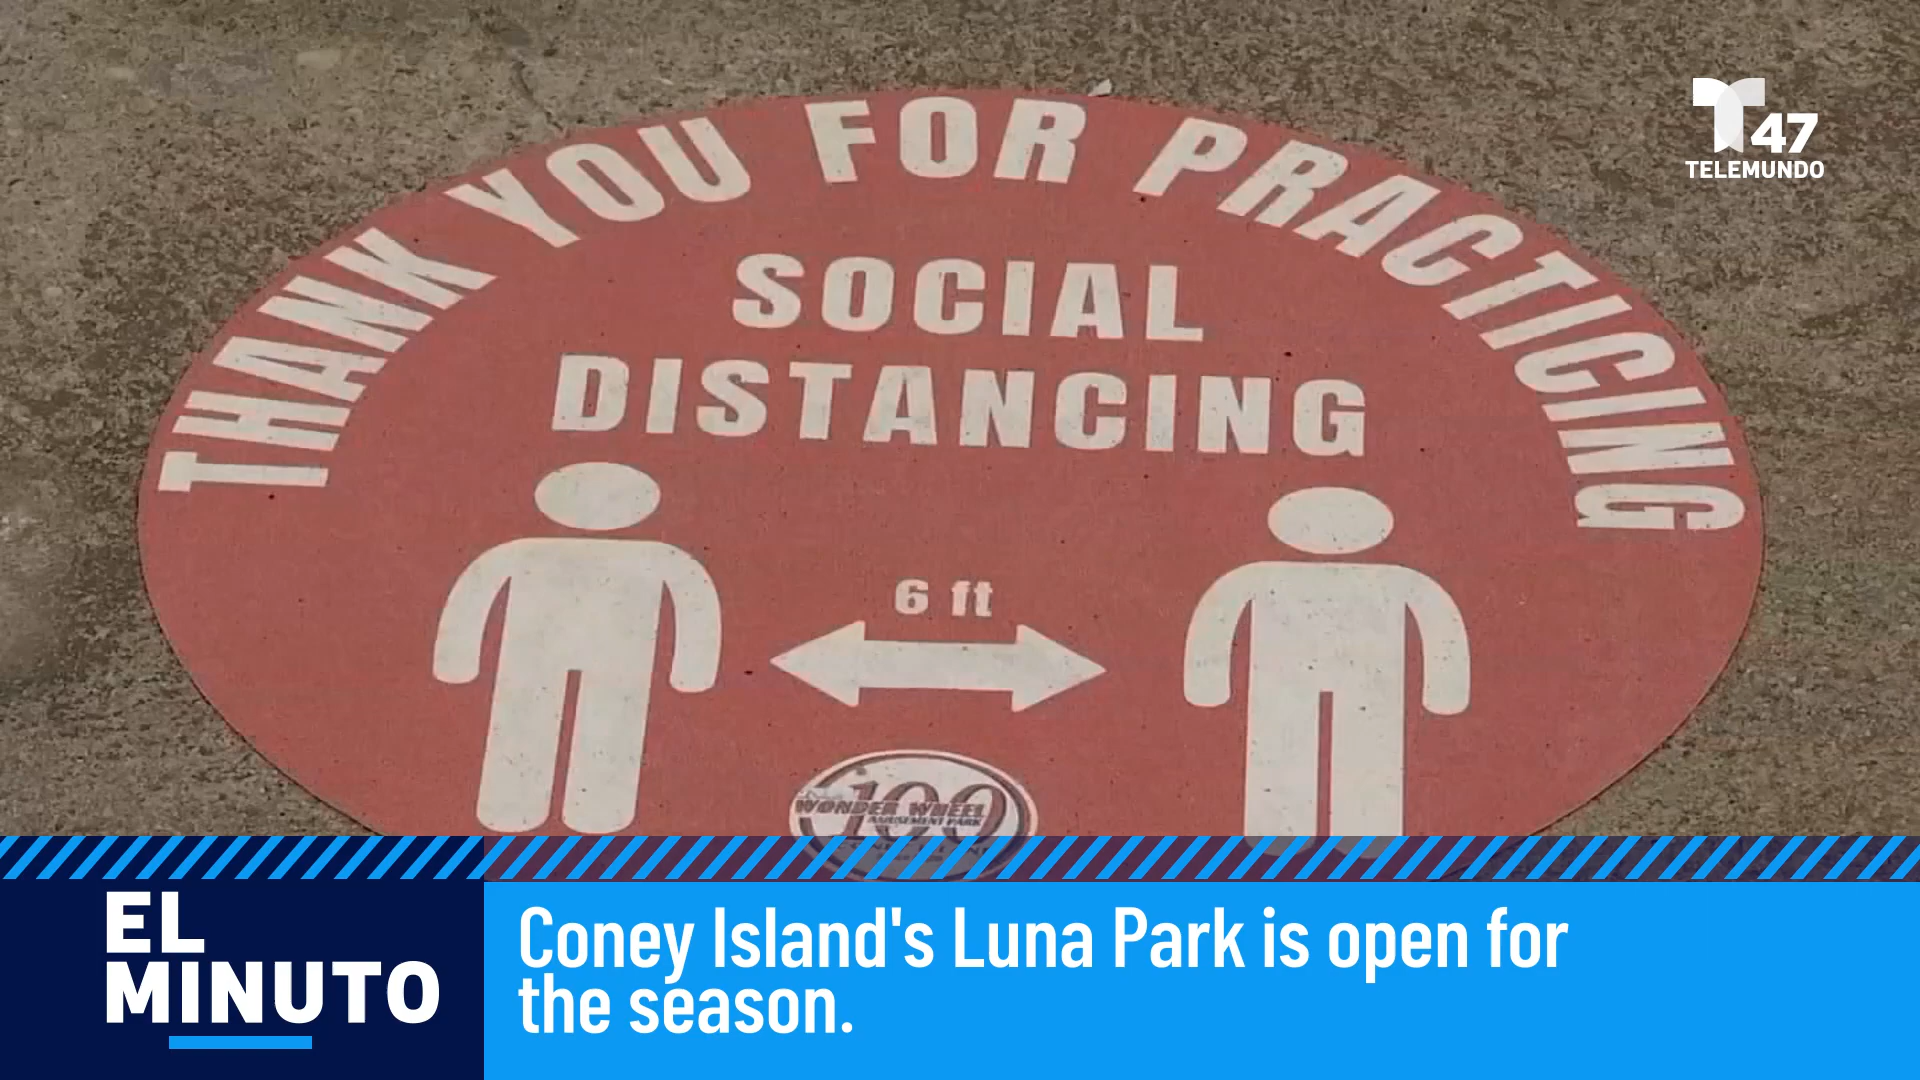 47
TELEMUNDO
THANK YOU FOR PRACTICING
SOCIAL
DISTANCING
6 ft
100
WONDER WHEEL
AMUSEMENT PARK
EL
MINUTO
Coney Island's Luna Park is open for
the season.